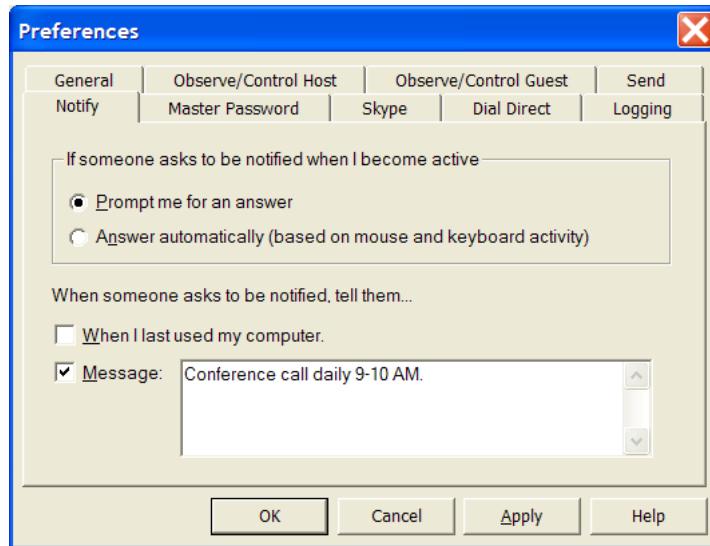 Preferences
General Observe/Control Host Observe/Control Guest Send
Notify Master Password Skype Dial Direct Logging
If someone asks to be notified when I become active
Prompt me for an answer
Answer automatically (based on mouse and keyboard activity)
When someone asks to be notified, tell them...
When I last used my computer.
Message: Conference call daily 9-10 AM.
OK Cancel Apply Help